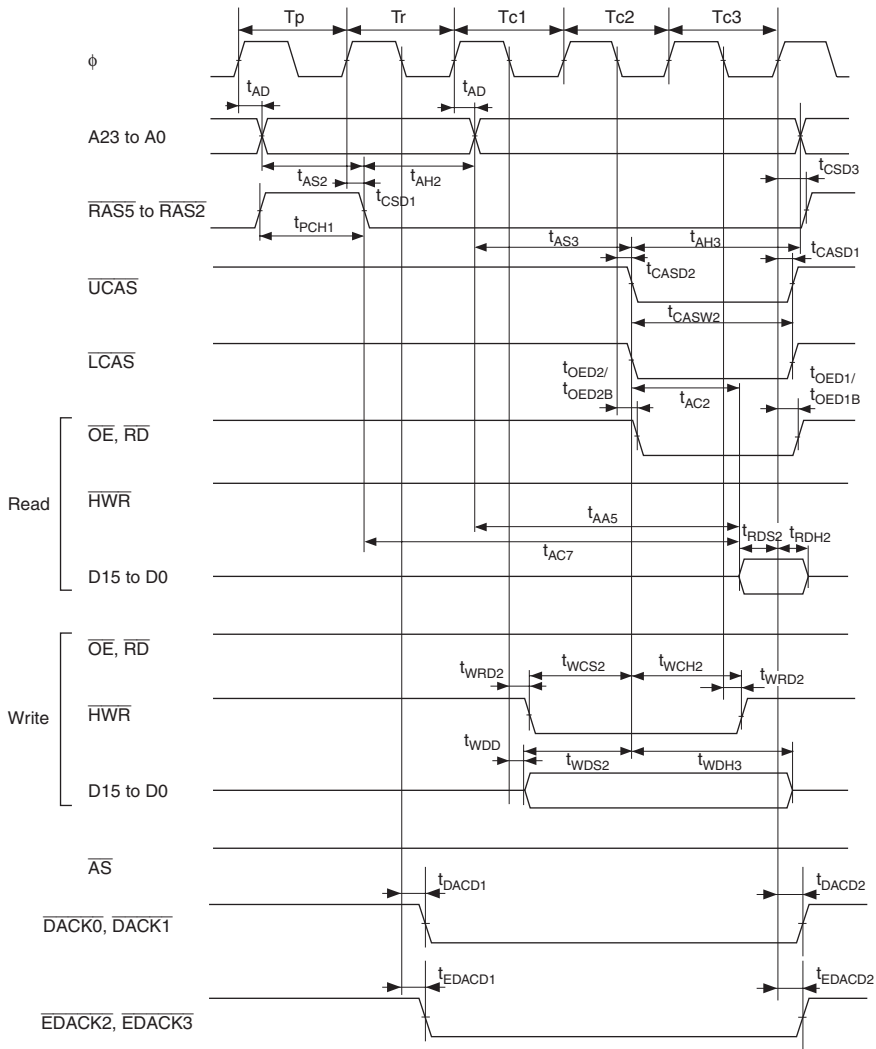 Tp Tr Tc1 Tc2 Tc3
ϕ
tAD tAD
A23 to A0
tAS2 tAH2 tCSD3
tCSD1
RAS5 to RAS2
tPCH1
tAS3 tAH3
tCASD2 tCASD1
UCAS
tCASW2
LCAS
tOED2/ tOED1/
tOED2B tAC2 tOED1B
OE, RD
Read
HWR
tAA5
tRDS2 tRDH2
tAC7
D15 to D0
OE, RD
tWRD2 tWCS2 tWCH2 tWRD2
Write
HWR
tWDD
tWDS2 tWDH3
D15 to D0
AS
tDACD1 tDACD2
DACK0, DACK1
tEDACD1 tEDACD2
EDACK2, EDACK3